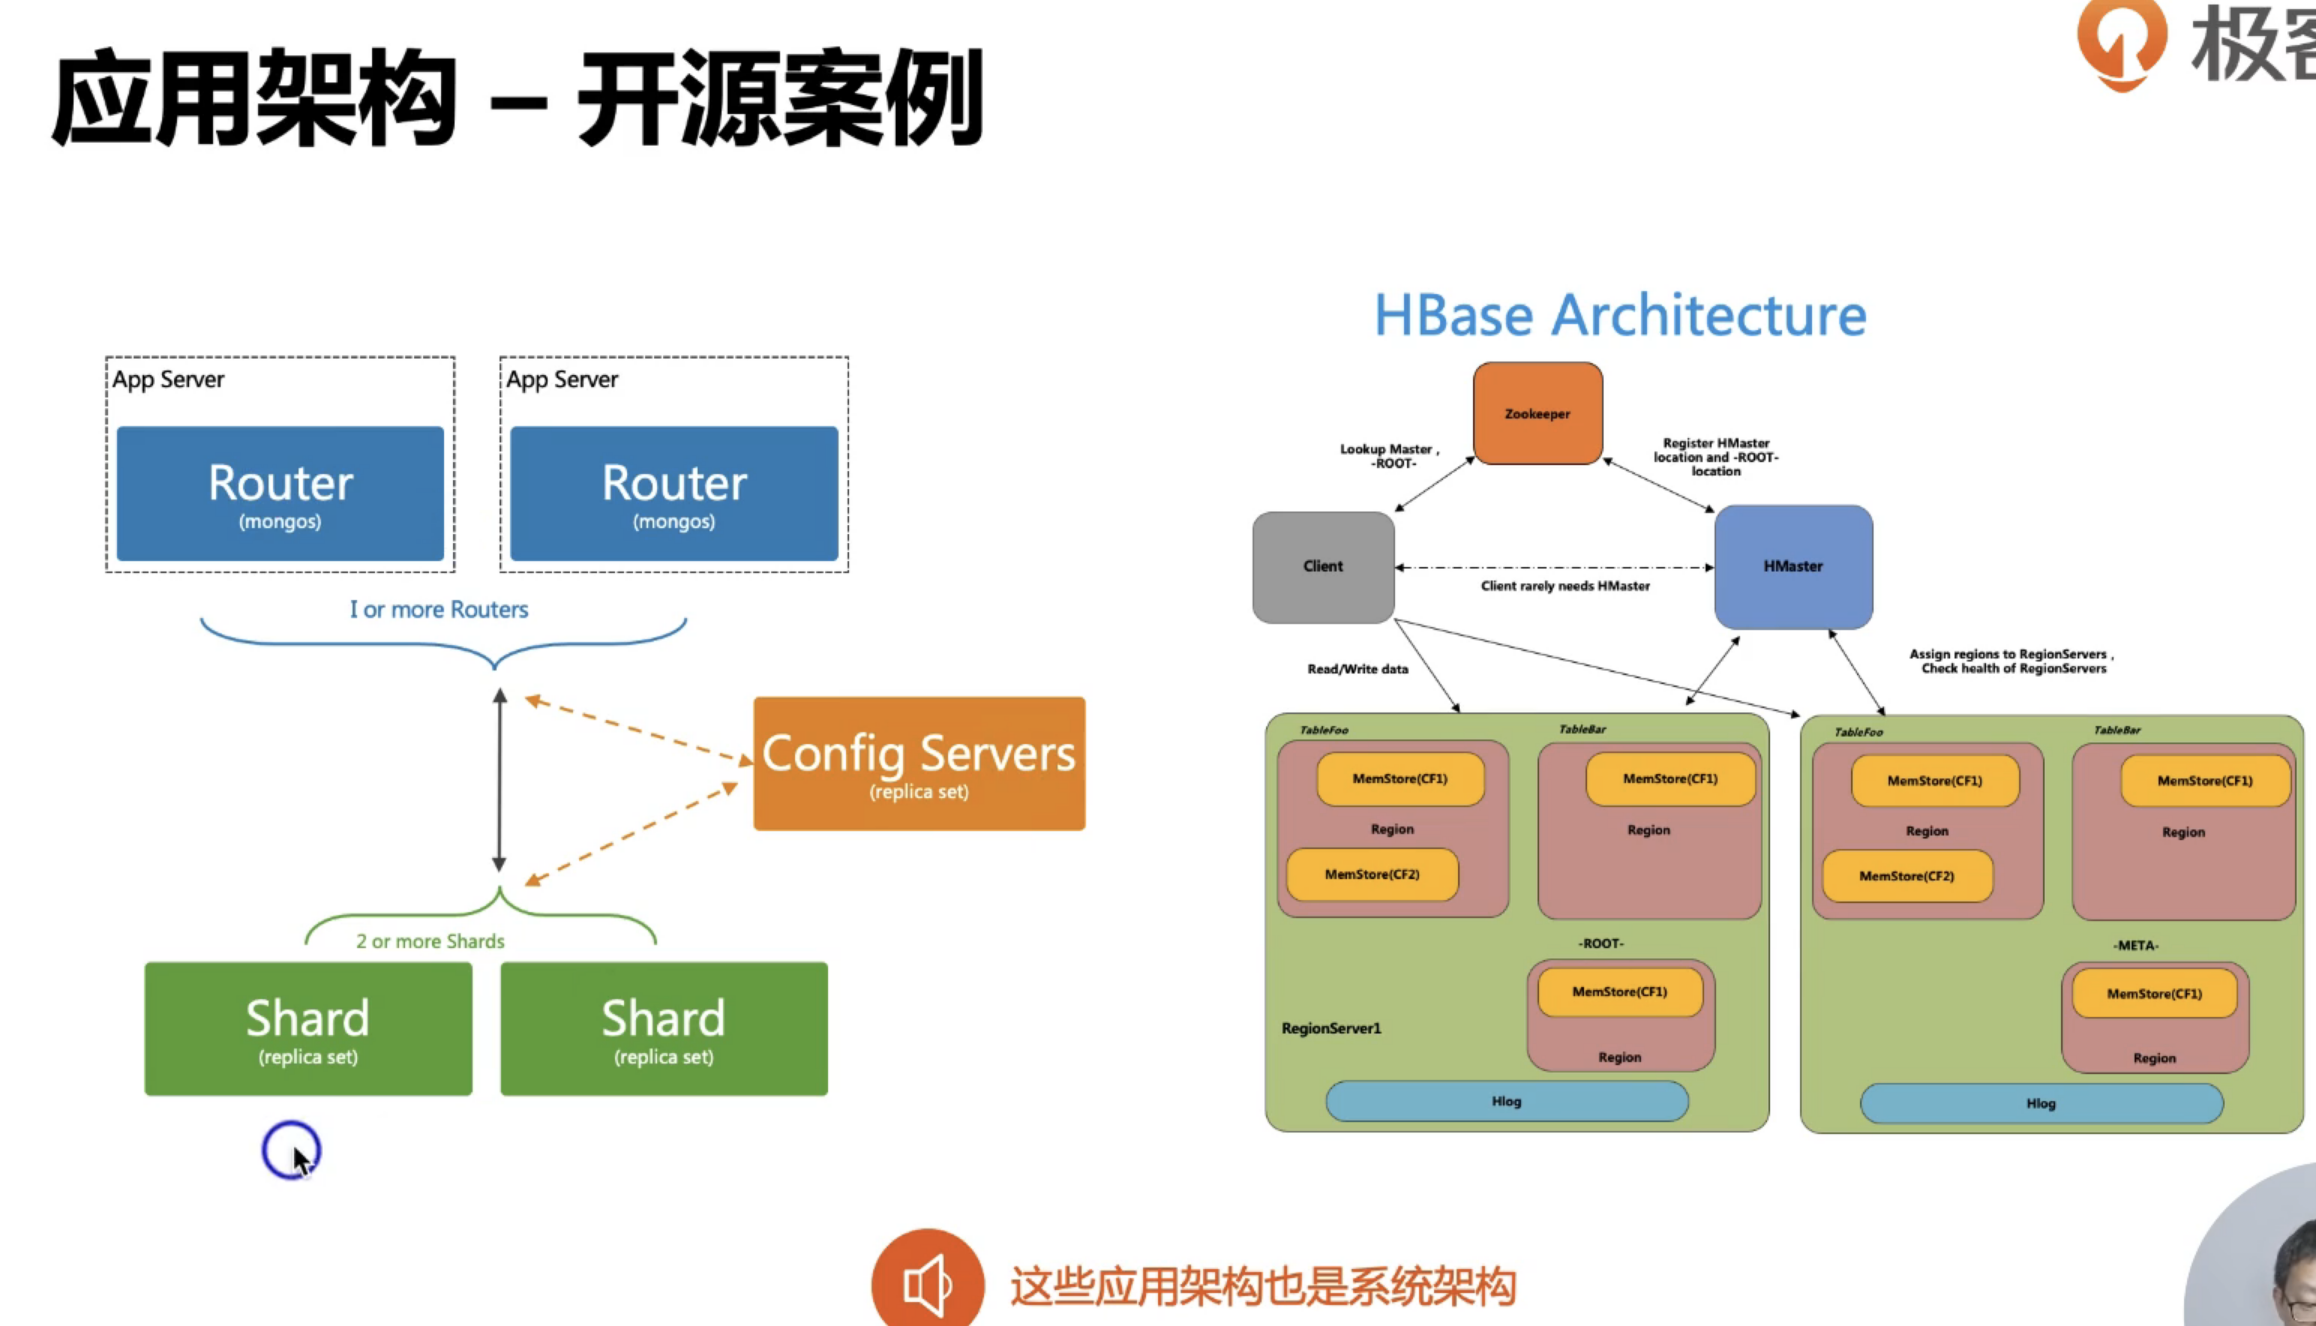 应用架构 – 开源案例
极客
App Server
App Server
Router
(mongos)
Router
(mongos)
I or more Routers
Config Servers
(replica set)
2 or more Shards
Shard
(replica set)
Shard
(replica set)
HBase Architecture
Zookeeper
Lookup Master ,
-ROOT-
Register HMaster
location and -ROOT-
location
Client
HMaster
Client rarely needs HMaster
Read/Write data
Assign regions to RegionServers ,
Check health of RegionServers
TableFoo
TableBar
MemStore(CF1)
MemStore(CF1)
Region
Region
MemStore(CF2)
-ROOT-
MemStore(CF1)
RegionServer1
Region
Hlog
TableFoo
TableBar
MemStore(CF1)
MemStore(CF1)
Region
Region
MemStore(CF2)
-META-
MemStore(CF1)
Region
Hlog
这些应用架构也是系统架构